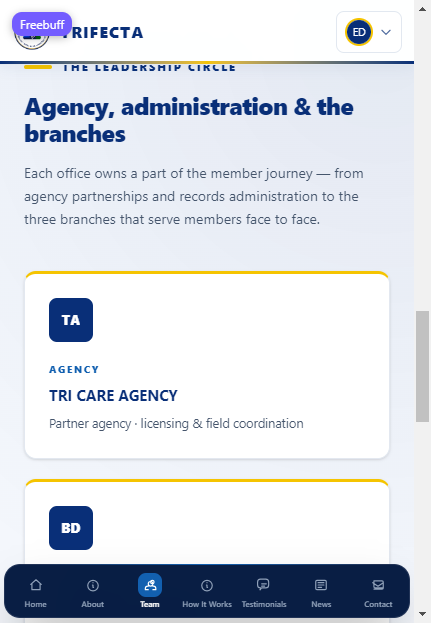 Freebuff
TRIFECTA
ED
THE LEADERSHIP CIRCLE
Agency, administration & the
branches
Each office owns a part of the member journey — from
agency partnerships and records administration to the
three branches that serve members face to face.
TA
AGENCY
TRI CARE AGENCY
Partner agency · licensing & field coordination
BD
Home
About
Team
How It Works
Testimonials
News
Contact